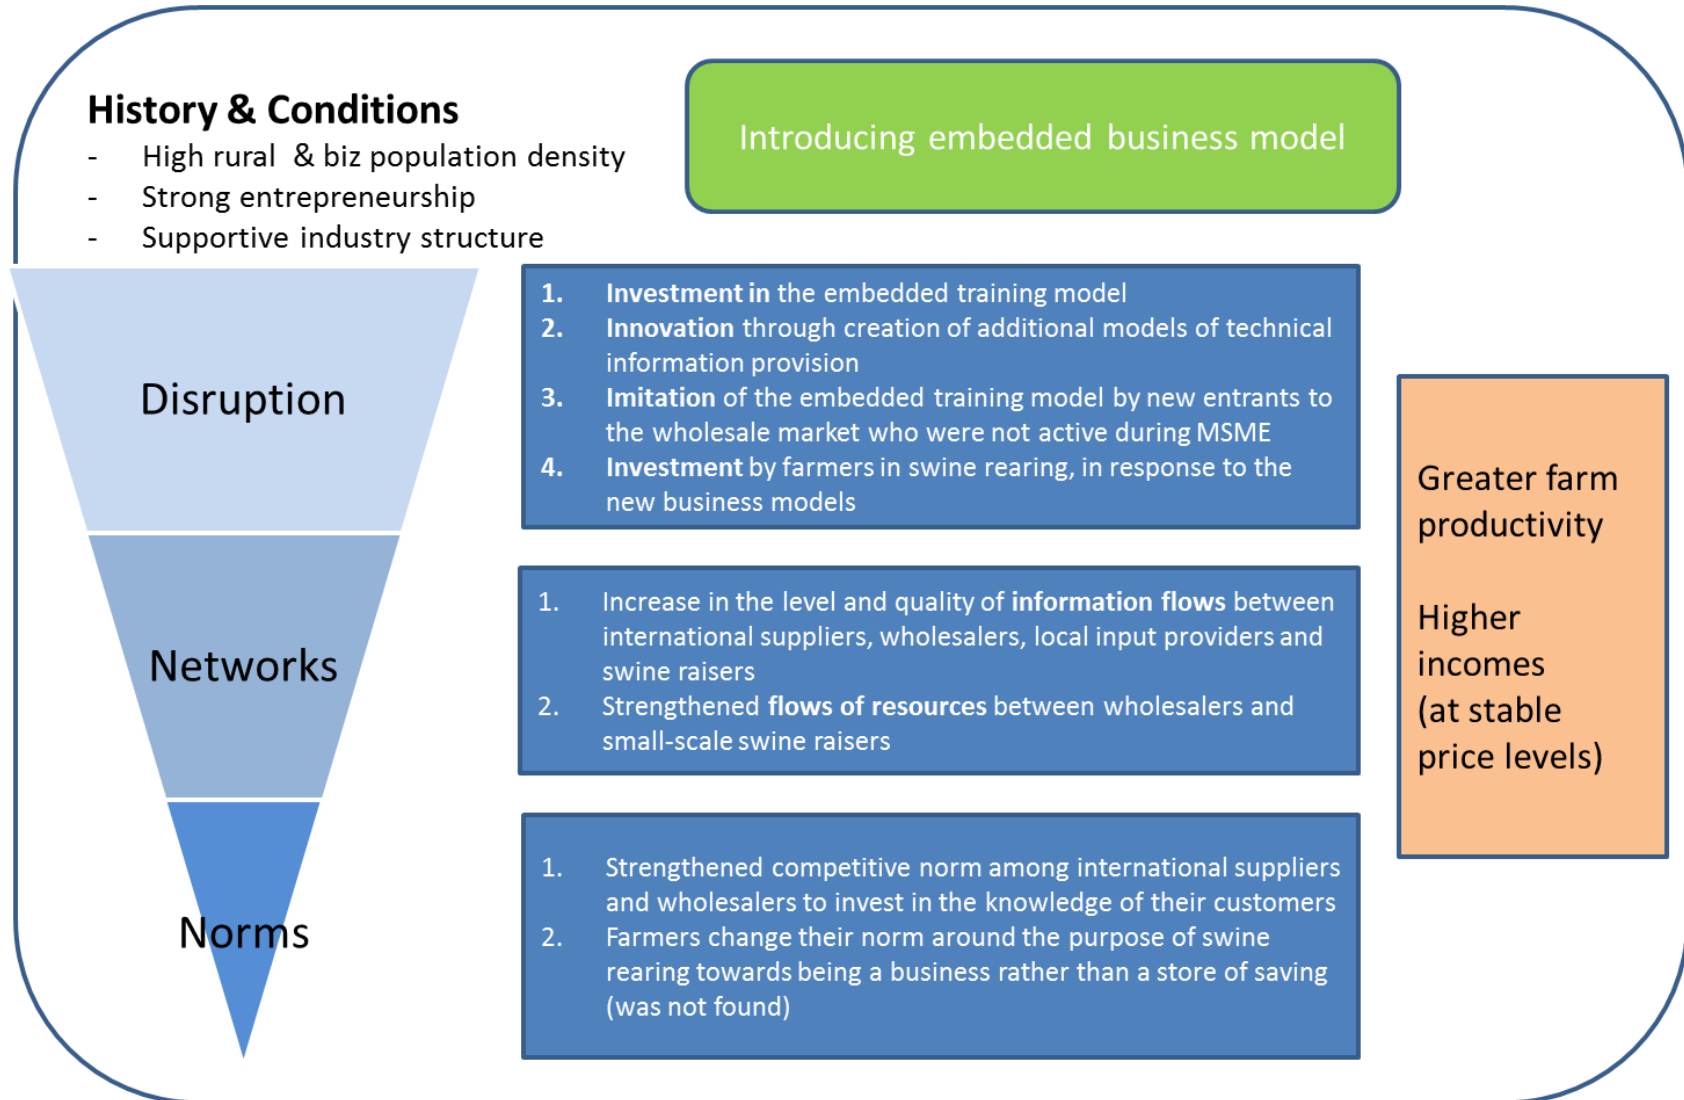 History & Conditions
- High rural & biz population density
- Strong entrepreneurship
- Supportive industry structure
Introducing embedded business model
Disruption
1. Investment in the embedded training model
2. Innovation through creation of additional models of technical
information provision
3. Imitation of the embedded training model by new entrants to
the wholesale market who were not active during MSME
4. Investment by farmers in swine rearing, in response to the
new business models
Networks
1. Increase in the level and quality of information flows between
international suppliers, wholesalers, local input providers and
swine raisers
2. Strengthened flows of resources between wholesalers and
small-scale swine raisers
Norms
1. Strengthened competitive norm among international suppliers
and wholesalers to invest in the knowledge of their customers
2. Farmers change their norm around the purpose of swine
rearing towards being a business rather than a store of saving
(was not found)
Greater farm
productivity
Higher
incomes
(at stable
price levels)